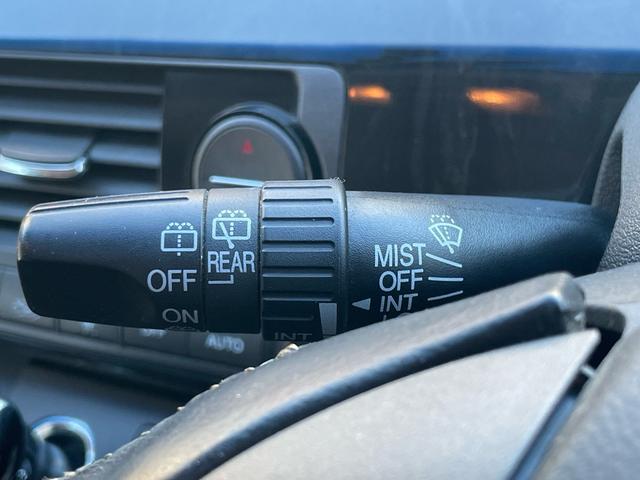 OFF
ON
REAR
INT
MIST
OFF
INT
AUTO